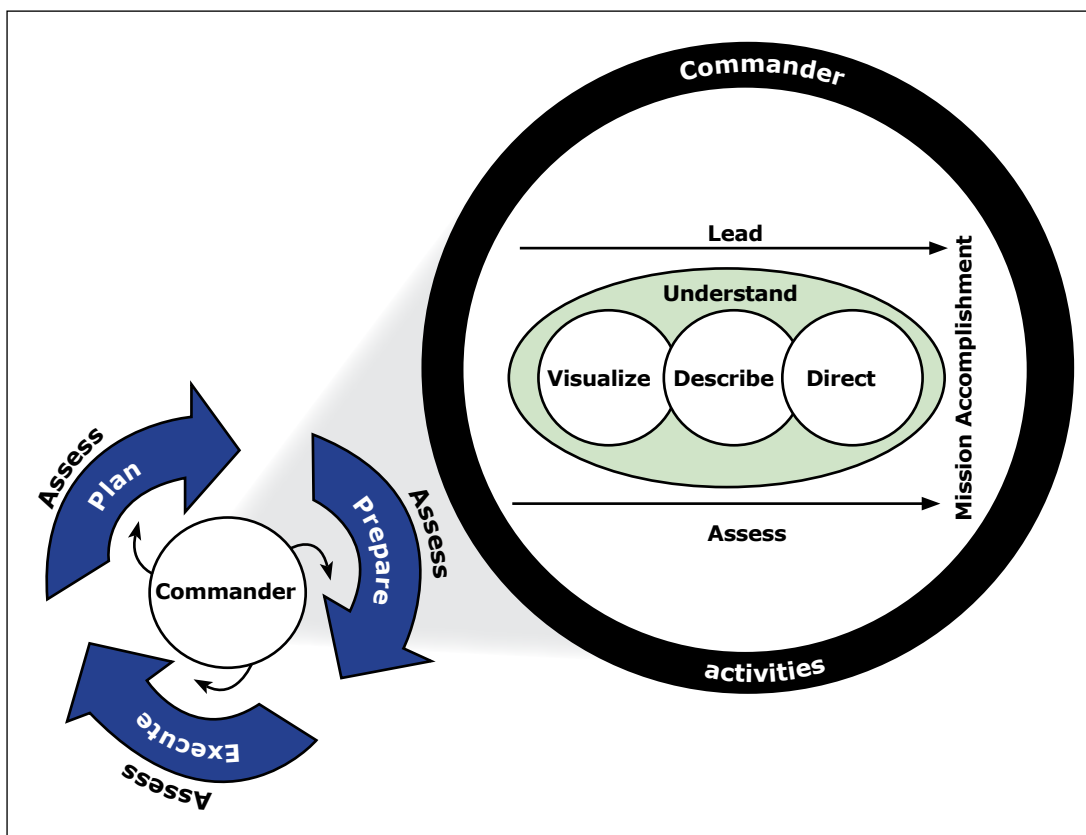 Commander
Lead
Understand
Visualize
Describe
Direct
Assess
Mission Accomplishment
activities
Assess
Plan
Assess
Prepare
Commander
Execute
Assess